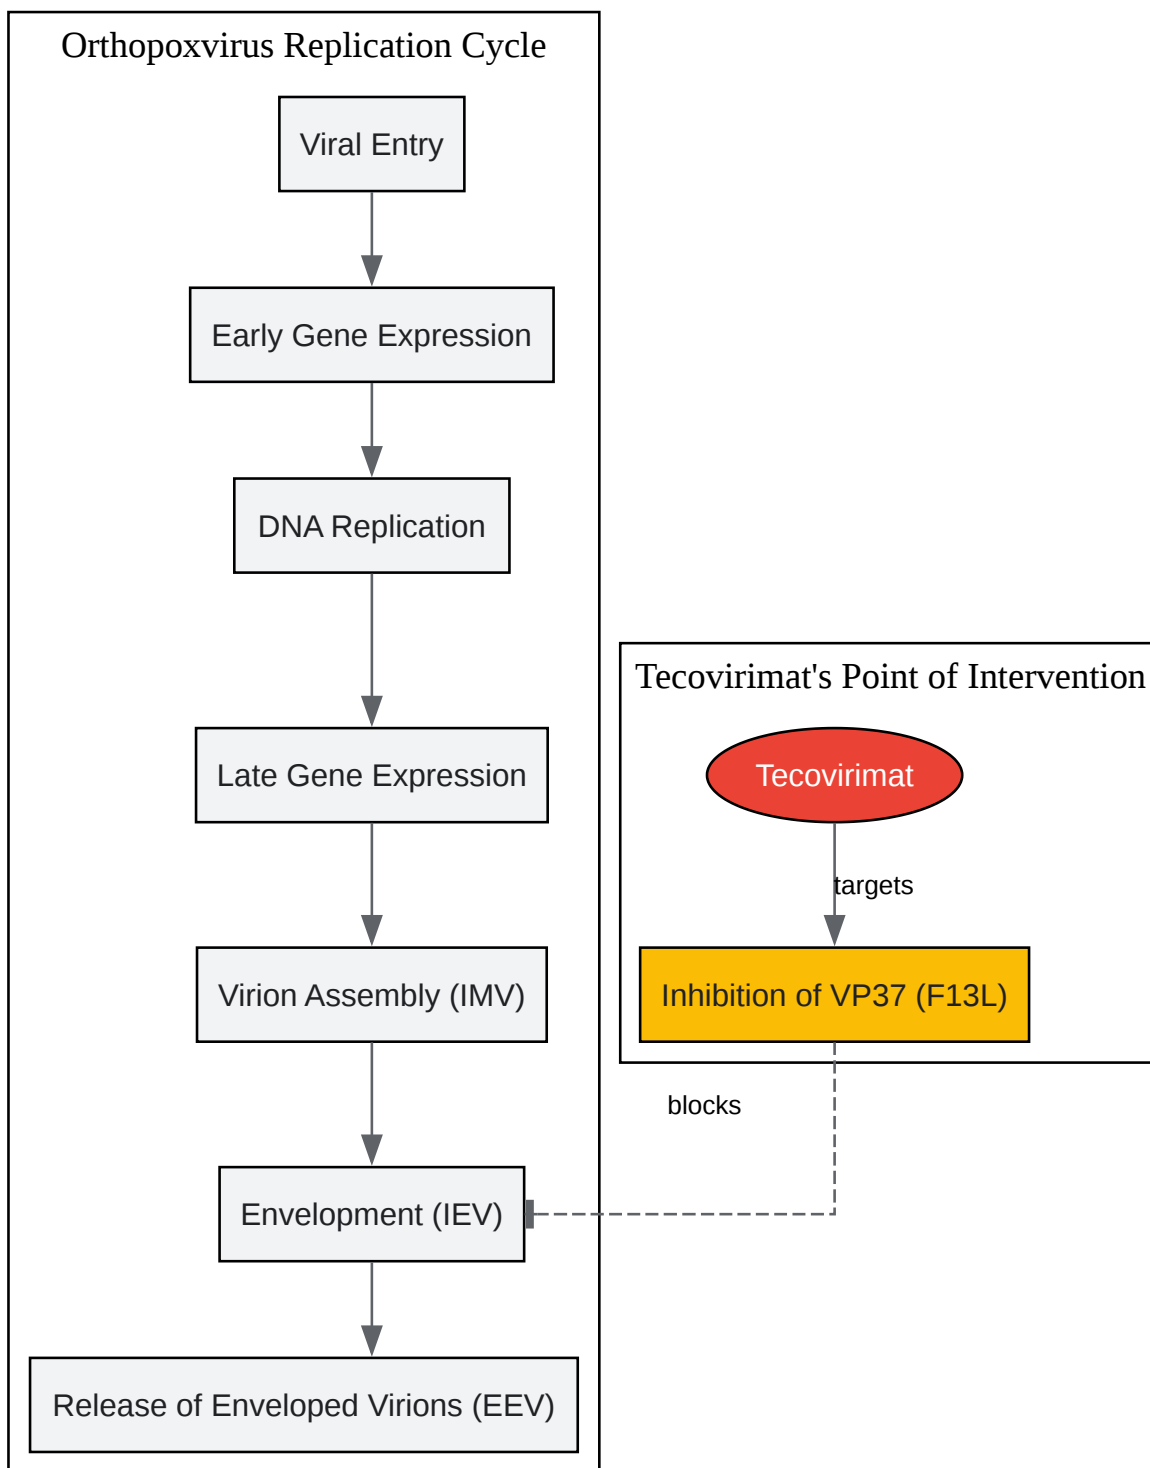 Orthopoxvirus Replication Cycle
Viral Entry
Early Gene Expression
DNA Replication
Late Gene Expression
Virion Assembly (IMV)
Envelopment (IEV)
Release of Enveloped Virions (EEV)
Tecovirimat's Point of Intervention
Tecovirimat
targets
Inhibition of VP37 (F13L)
blocks